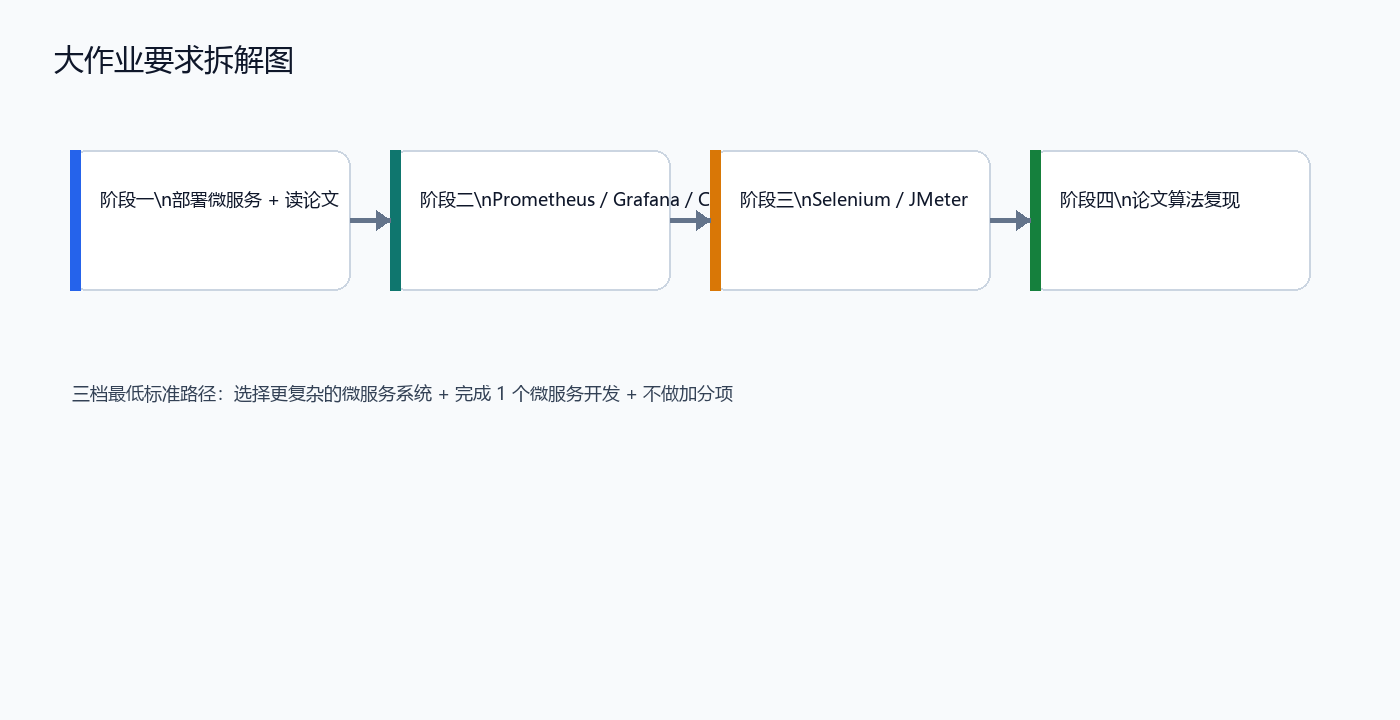 大作业要求拆解图
阶段一\n部署微服务 + 读论文
阶段二\nPrometheus / Grafana / C
阶段三\nSelenium / JMeter
阶段四\n论文算法复现
三档最低标准路径：选择更复杂的微服务系统 + 完成 1 个微服务开发 + 不做加分项